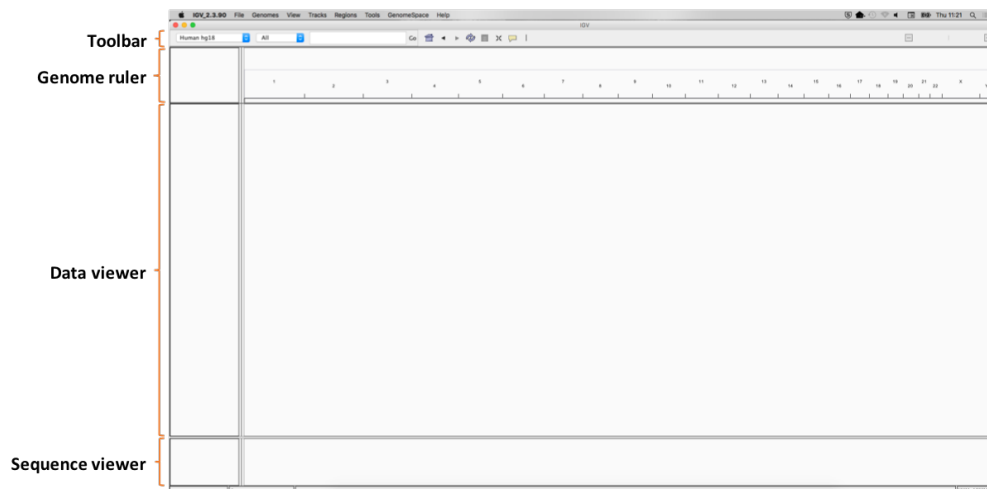 IGV_2.3.90 File Genomes View Tracks Regions Tools GenomeSpace Help Thu 11:21
IGV
Toolbar
Human hg18 All Go
Genome ruler
1 2 3 4 5 6 7 8 9 10 11 12 13 14 15 16 17 18 19 20 21 22 X
Data viewer
Sequence viewer